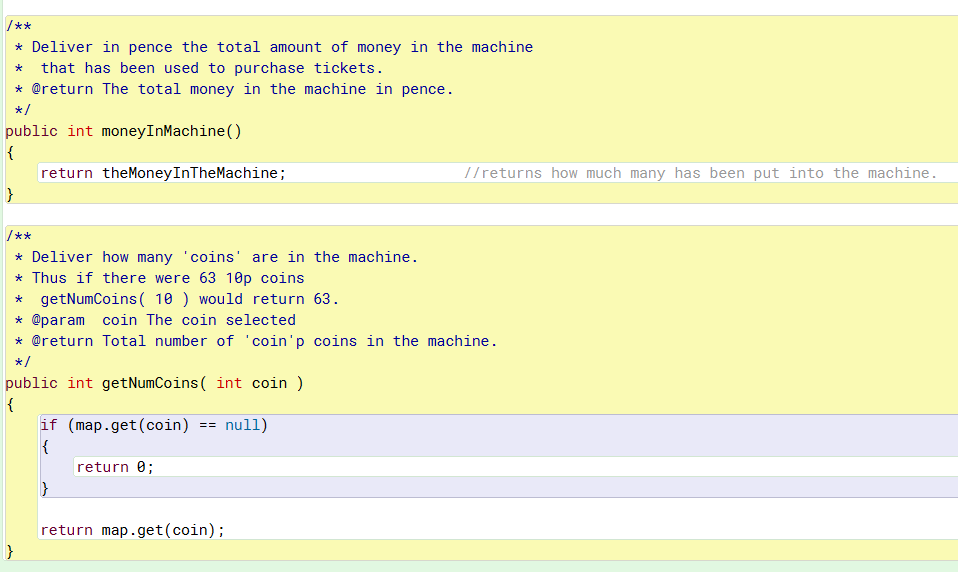 /**
 * Deliver in pence the total amount of money in the machine
 *  that has been used to purchase tickets.
 * @return The total money in the machine in pence.
 */
public int moneyInMachine()
{
    return theMoneyInTheMachine;                    //returns how much many has been put into the machine.
}
/**
 * Deliver how many 'coins' are in the machine.
 * Thus if there were 63 10p coins
 *  getNumCoins( 10 ) would return 63.
 * @param  coin The coin selected
 * @return Total number of 'coin'p coins in the machine.
 */
public int getNumCoins( int coin )
{
    if (map.get(coin) == null)
    {
        return 0;
    }
    return map.get(coin);
}